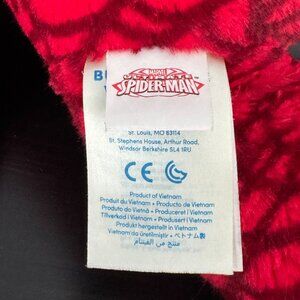 MARVEL
ULTIMATE
SPIDER-MAN
St. Louis, MO 63114
St. Stephens House, Arthur Road,
Windsor Berkshire SL4 1RU
CE
Product of Vietnam
Produit du Vietnam • Producto de Vietnam
Produto do Vietnã • Produceret i Vietnam
Tillverkad i Vietnam • Prodotto in Vietnam
Produkt hergestellt in Vietnam
Vietnam'da üretilmiştir • ベトナム製
منتج من الفيتنام